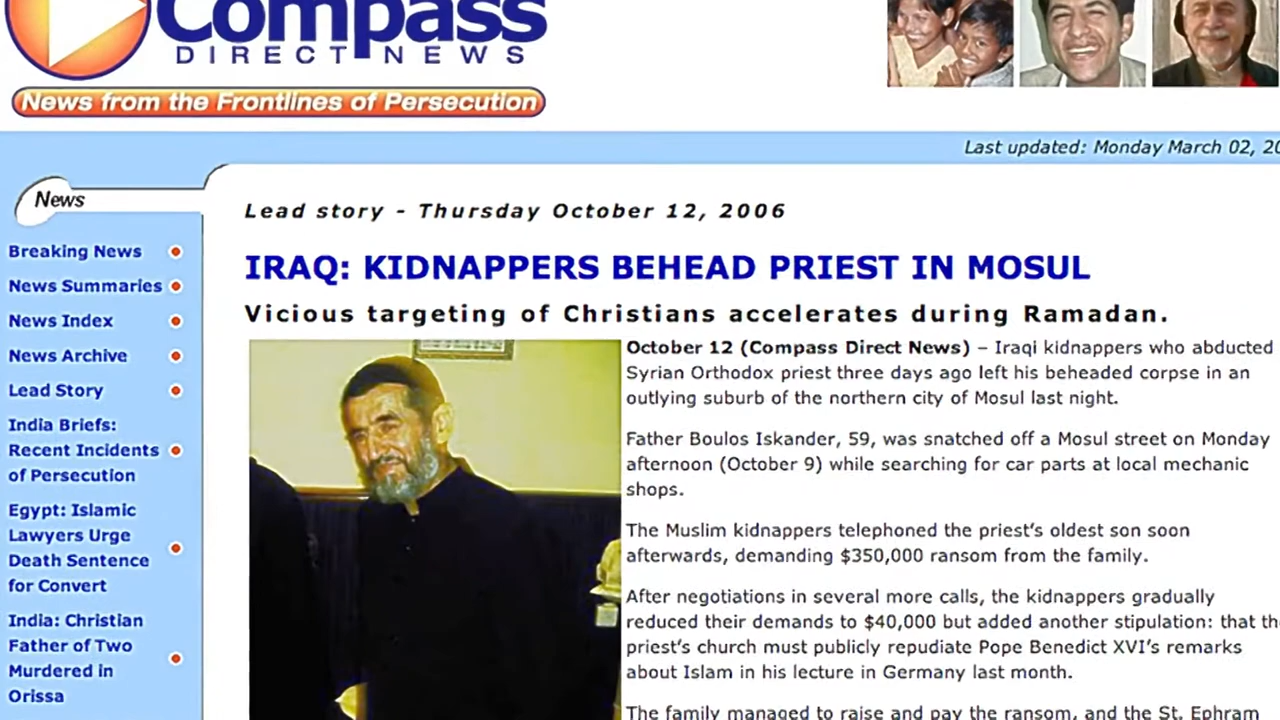 Compass
DIRECT NEWS
News from the Frontlines of Persecution
Last updated: Monday March 02,
News
Lead story - Thursday October 12, 2006
Breaking News
News Summaries
News Index
News Archive
Lead Story
India Briefs:
Recent Incidents
of Persecution
Egypt: Islamic
Lawyers Urge
Death Sentence
for Convert
India: Christian
Father of Two
Murdered in
Orissa
IRAQ: KIDNAPPERS BEHEAD PRIEST IN MOSUL
Vicious targeting of Christians accelerates during Ramadan.
October 12 (Compass Direct News) – Iraqi kidnappers who abducted
Syrian Orthodox priest three days ago left his beheaded corpse in an
outlying suburb of the northern city of Mosul last night.
Father Boulos Iskander, 59, was snatched off a Mosul street on Monday
afternoon (October 9) while searching for car parts at local mechanic
shops.
The Muslim kidnappers telephoned the priest's oldest son soon
afterwards, demanding $350,000 ransom from the family.
After negotiations in several more calls, the kidnappers gradually
reduced their demands to $40,000 but added another stipulation: that
priest's church must publicly repudiate Pope Benedict XVI's remarks
about Islam in his lecture in Germany last month.
The family managed to raise and pay the ransom, and the St. Ephram